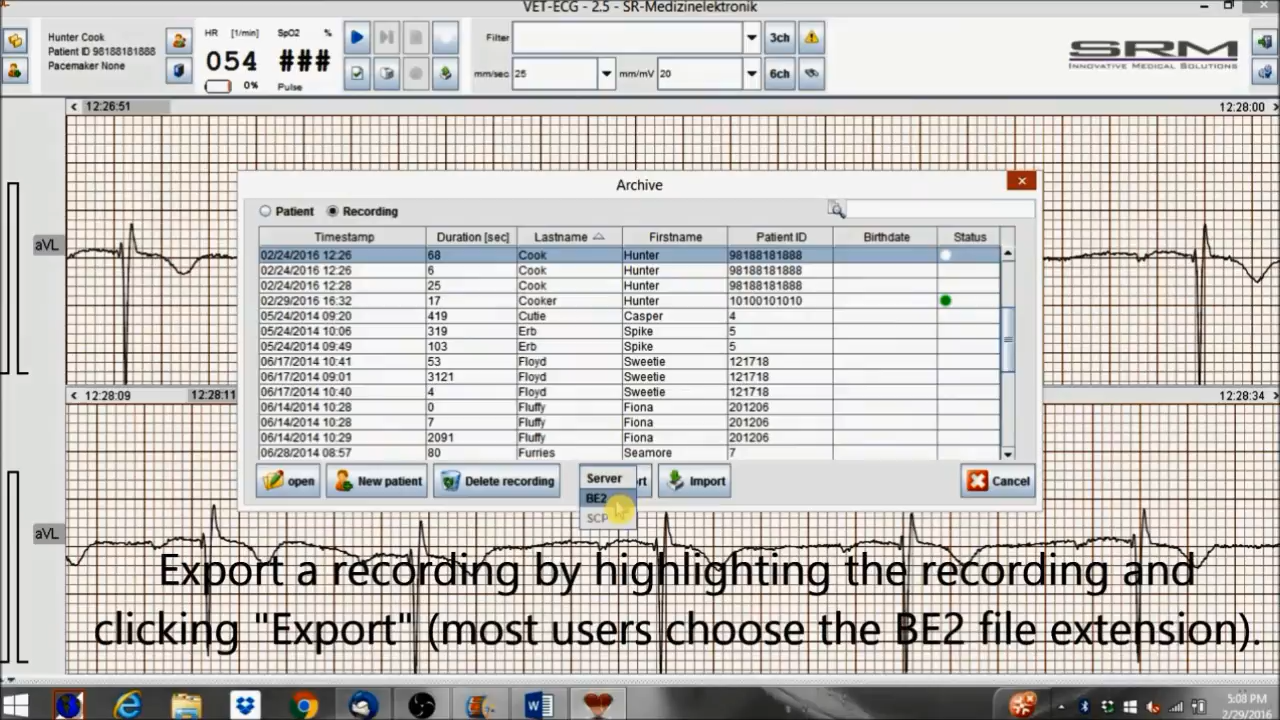 VET-ECG - 2.5 - SR-Medizinelektronik
Hunter Cook
Patient ID 98188181888
Pacemaker None
HR [1/min] SpO2 %
054 ###
0% Pulse
Filter
3ch
mm/sec 25 mm/mV 20 6ch
SRM
INNOVATIVE MEDICAL SOLUTIONS
< 12:26:51 12:28:00 >
aVL
Archive
Patient Recording
Timestamp Duration [sec] Lastname Firstname Patient ID Birthdate Status
02/24/2016 12:26 68 Cook Hunter 98188181888
02/24/2016 12:26 6 Cook Hunter 98188181888
02/24/2016 12:28 25 Cook Hunter 98188181888
02/29/2016 16:32 17 Cooker Hunter 10100101010
05/24/2014 09:20 419 Cutie Casper 4
05/24/2014 10:06 319 Erb Spike 5
05/24/2014 09:49 103 Erb Spike 5
06/17/2014 10:41 53 Floyd Sweetie 121718
06/17/2014 09:01 3121 Floyd Sweetie 121718
06/17/2014 10:40 4 Floyd Sweetie 121718
06/14/2014 10:28 0 Fluffy Fiona 201206
06/14/2014 10:28 7 Fluffy Fiona 201206
06/14/2014 10:29 2091 Fluffy Fiona 201206
06/28/2014 08:57 80 Furries Seamore 7
open New patient Delete recording rt Import Cancel
Server
BE2
SCP
< 12:28:09 12:28:11 12:28:34 >
aVL
Export a recording by highlighting the recording and
clicking "Export" (most users choose the BE2 file extension).
5:08 PM
2/29/2016